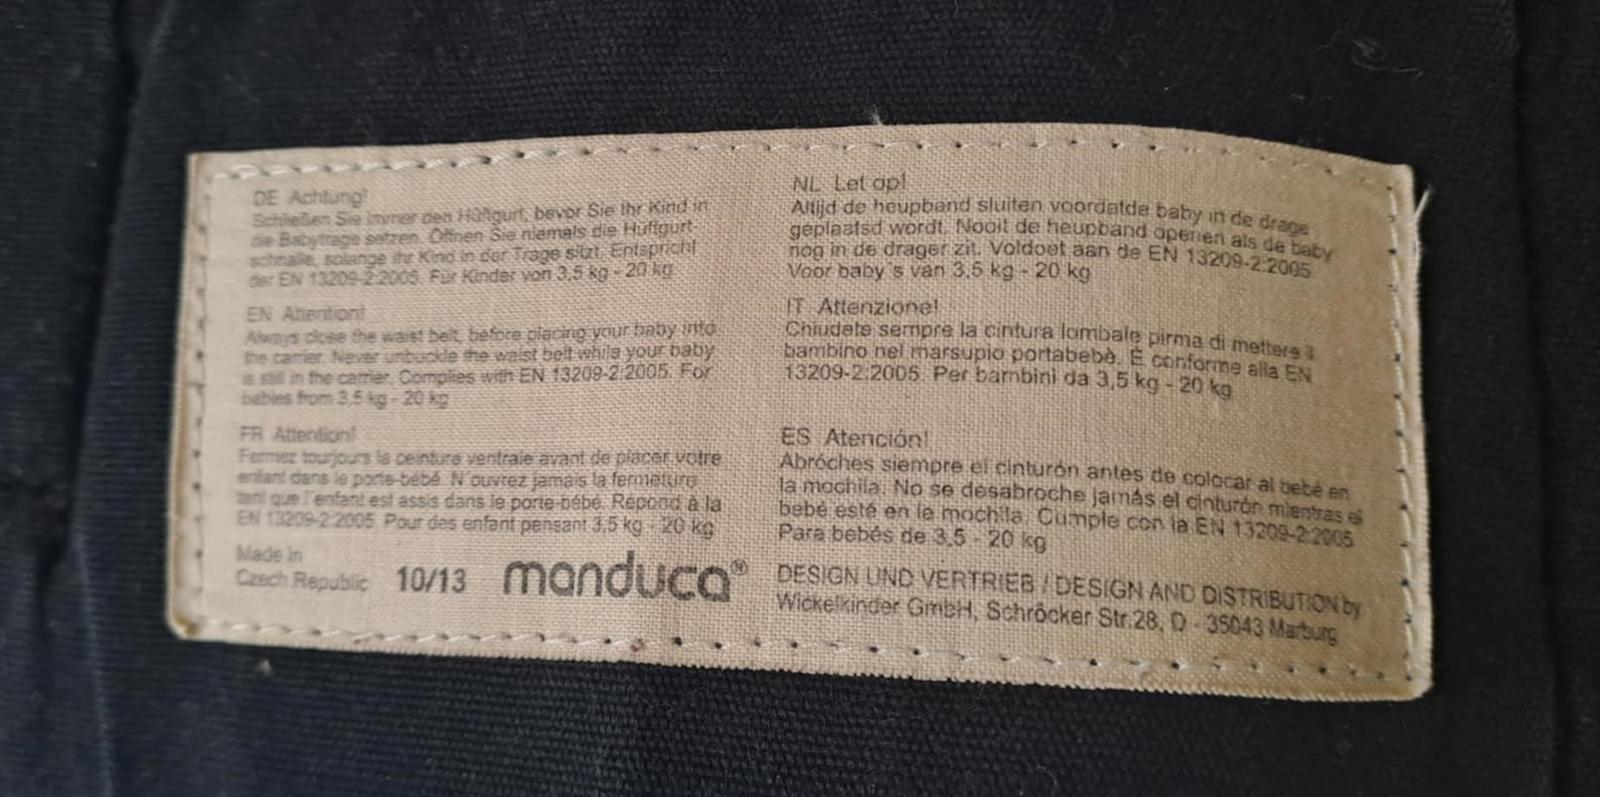 DE Achtung!
Schließen Sie immer den Hüftgurt, bevor Sie Ihr Kind in
die Babytrage setzen. Öffnen Sie niemals die Hüftgurt-
schnalle, solange Ihr Kind in der Trage sitzt. Entspricht
der EN 13209-2:2005. Für Kinder von 3,5 kg - 20 kg
EN Attention!
Always close the waist belt, before placing your baby into
the carrier. Never unbuckle the waist belt while your baby
is still in the carrier. Complies with EN 13209-2:2005. For
babies from 3,5 kg - 20 kg
FR Attention!
Fermez tourjours la ceinture ventrale avant de placer votre
enfant dans le porte-bébé. N´ouvrez jamais la fermeture
tant que l´enfant est assis dans le porte-bébé. Répond à la
EN 13209-2:2005. Pour des enfant pensant 3,5 kg - 20 kg
Made in
Czech Republic 10/13 manduca®
NL Let op!
Altijd de heupband sluiten voordatde baby in de drage
geplaatsd wordt. Nooit de heupband openen als de baby
nog in de drager zit. Voldoet aan de EN 13209-2:2005.
Voor baby´s van 3,5 kg - 20 kg
IT Attenzione!
Chiudete sempre la cintura lombale pirma di mettere il
bambino nel marsupio portabebè. È conforme alla EN
13209-2:2005. Per bambini da 3,5 kg - 20 kg
ES Atención!
Abróches siempre el cinturón antes de colocar al bebé en
la mochila. No se desabroche jamás el cinturón mientras el
bebé esté en le mochila. Cumple con la EN 13209-2:2005.
Para bebés de 3,5 - 20 kg
DESIGN UND VERTRIEB / DESIGN AND DISTRIBUTION by
Wickelkinder GmbH, Schröcker Str.28, D - 35043 Marburg